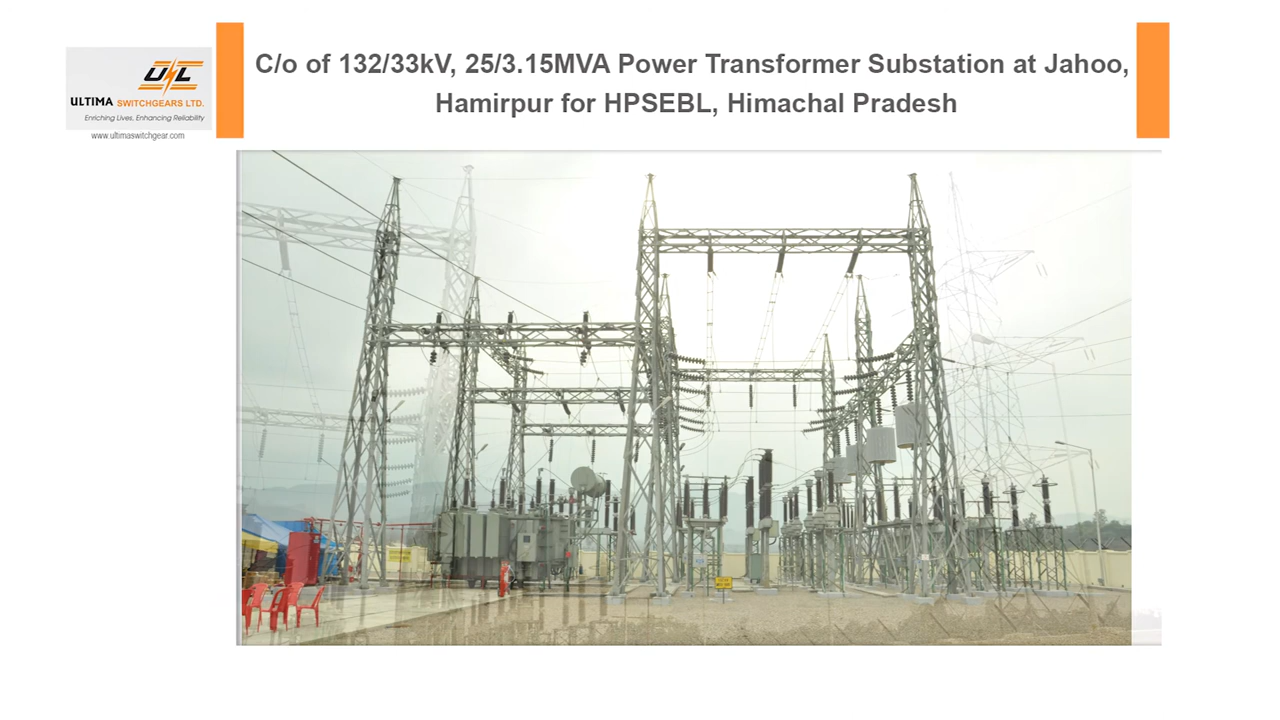 C/o of 132/33kV, 25/3.15MVA Power Transformer Substation at Jahoo,
Hamirpur for HPSEBL, Himachal Pradesh
USL
ULTIMA SWITCHGEARS LTD.
Enriching Lives, Enhancing Reliability
www.ultimaswitchgear.com